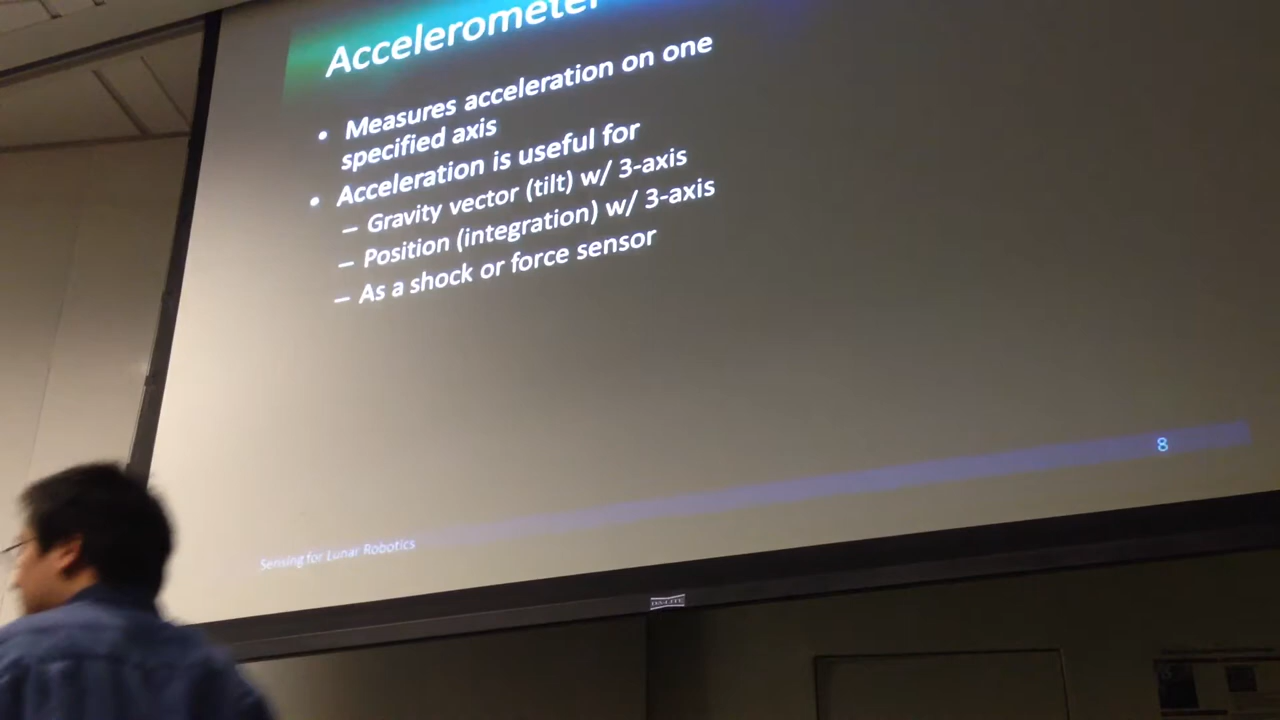 Accelerometer
• Measures acceleration on one
specified axis
• Acceleration is useful for
– Gravity vector (tilt) w/ 3-axis
– Position (integration) w/ 3-axis
– As a shock or force sensor
8
Sensing for Lunar Robotics